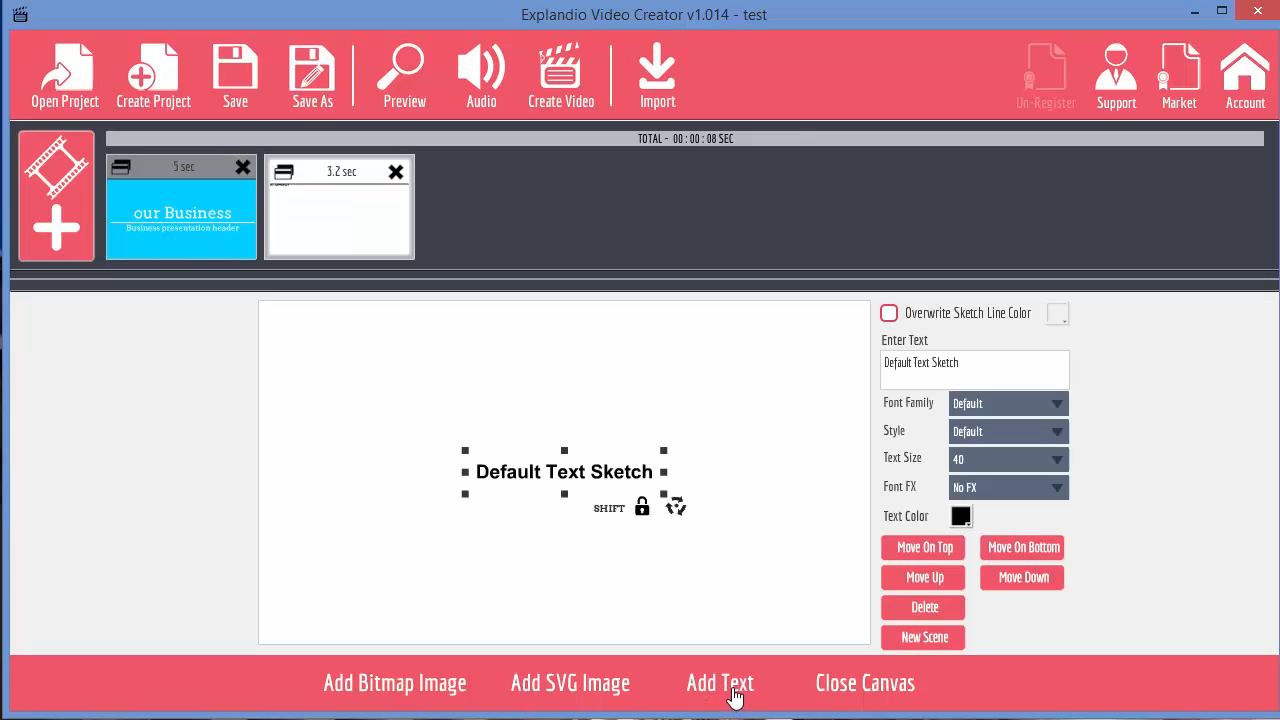 Explandio Video Creator v1.014 - test
Open Project
Create Project
Save
Save As
Preview
Audio
Create Video
Import
Un-Register
Support
Market
Account
TOTAL - 00 : 00 : 08 SEC
5 sec
3.2 sec
our Business
Business presentation header
Overwrite Sketch Line Color
Enter Text
Default Text Sketch
Font Family
Default
Style
Default
Text Size
40
Font FX
No FX
Text Color
Default Text Sketch
SHIFT
Move On Top
Move On Bottom
Move Up
Move Down
Delete
New Scene
Add Bitmap Image
Add SVG Image
Add Text
Close Canvas